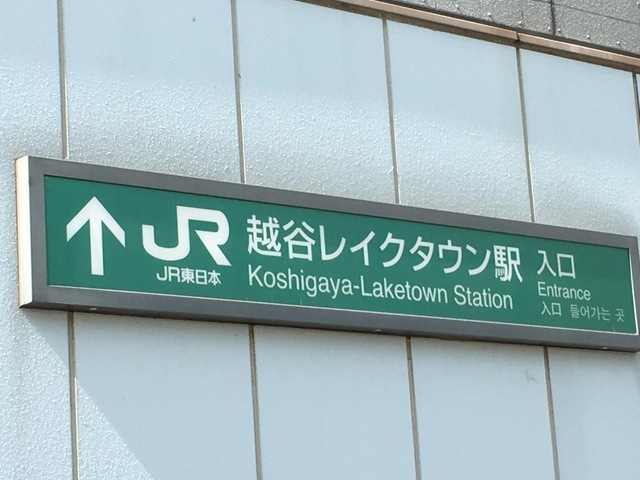 ↑ JR 越谷レイクタウン駅 入口
JR東日本 Koshigaya-Laketown Station Entrance
入口 들어가는 곳